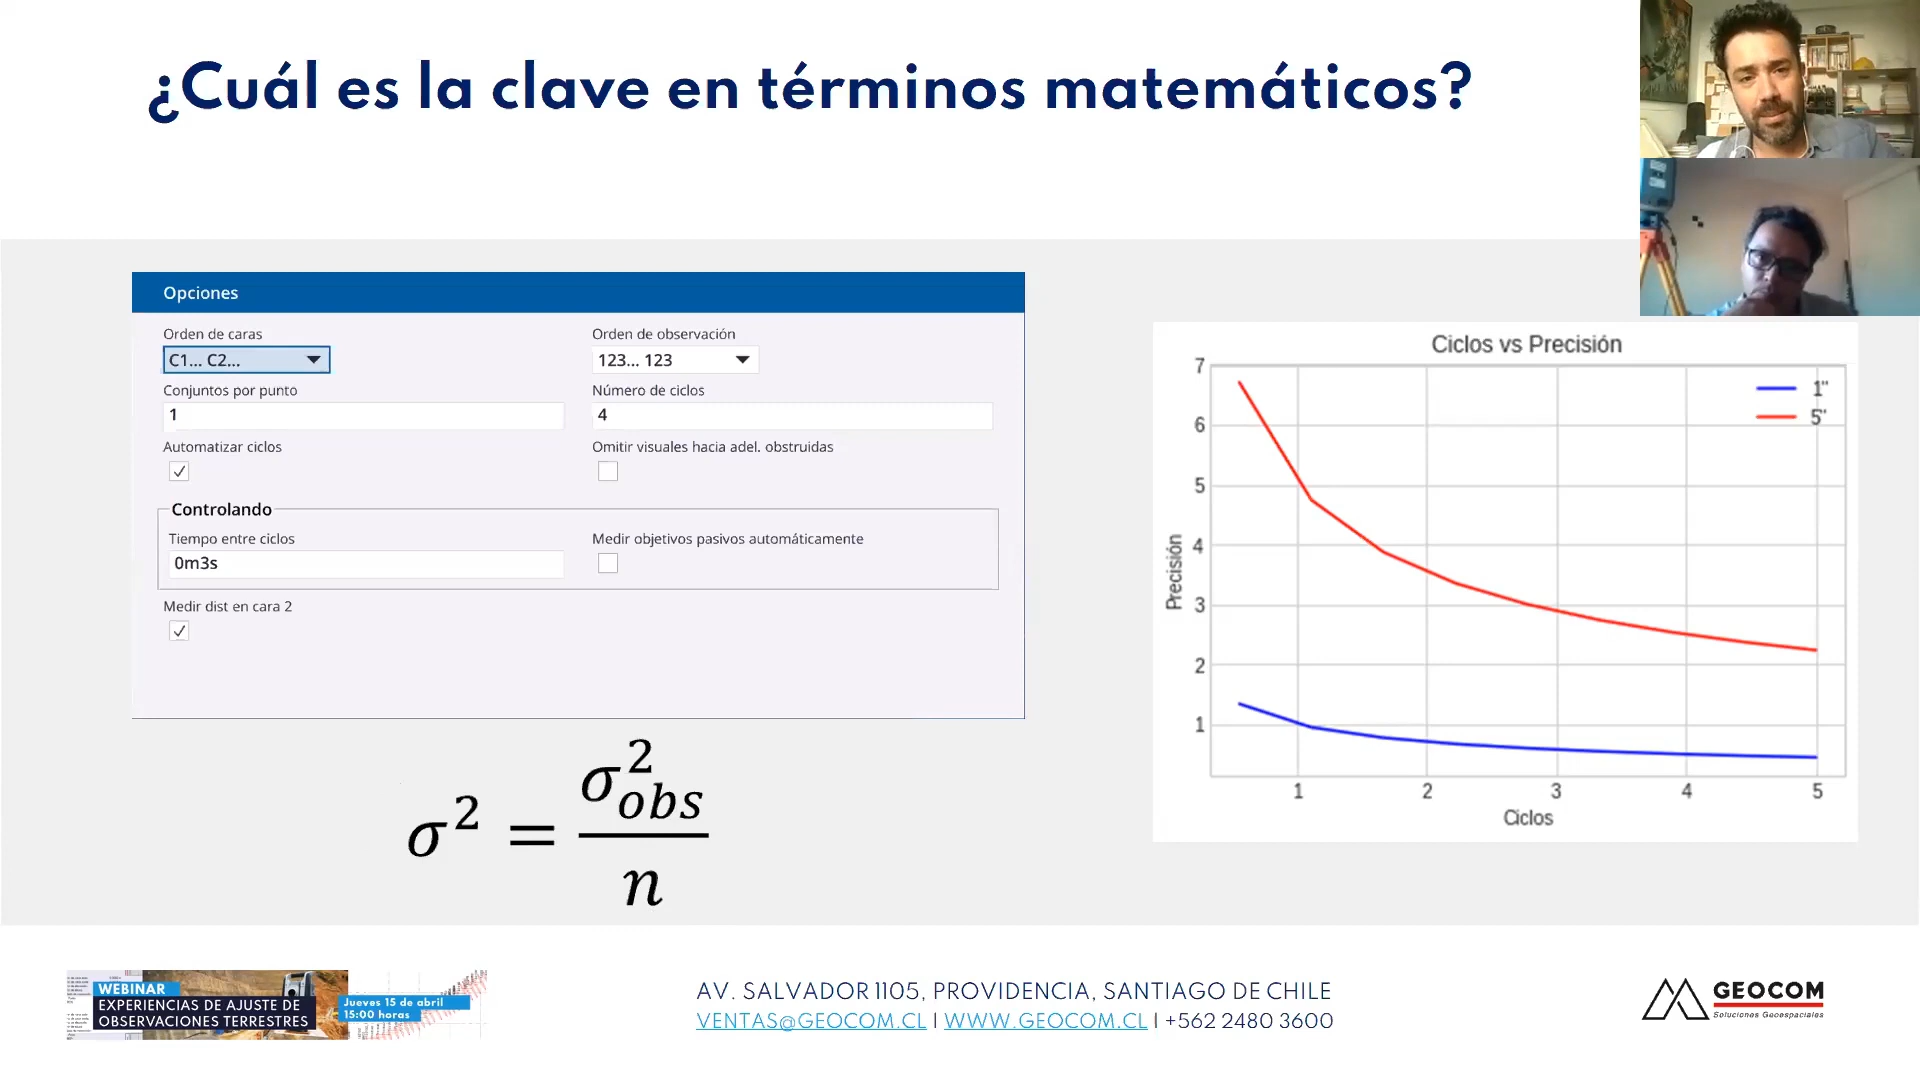 ¿Cuál es la clave en términos matemáticos?
Opciones
Orden de caras
C1... C2...
Orden de observación
123... 123
Conjuntos por punto
1
Número de ciclos
4
Automatizar ciclos
Omitir visuales hacia adel. obstruidas
Controlando
Tiempo entre ciclos
0m3s
Medir objetivos pasivos automáticamente
Medir dist en cara 2
σ² = σ²obs / n
Ciclos vs Precisión
1"
5"
7
6
5
4
3
2
1
Precisión
1 2 3 4 5
Ciclos
WEBINAR
EXPERIENCIAS DE AJUSTE DE
OBSERVACIONES TERRESTRES
Jueves 15 de abril
15:00 horas
AV. SALVADOR 1105, PROVIDENCIA, SANTIAGO DE CHILE
VENTAS@GEOCOM.CL | WWW.GEOCOM.CL | +562 2480 3600
GEOCOM
Soluciones Geoespaciales